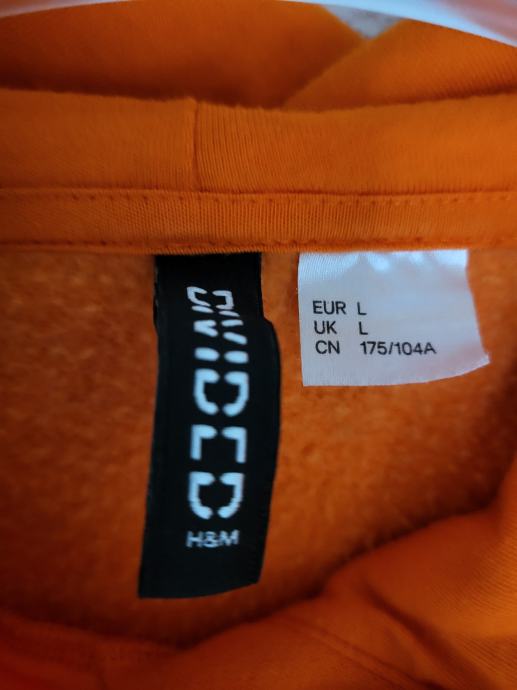 DIVIDED
H&M
EUR L
UK L
CN 175/104A